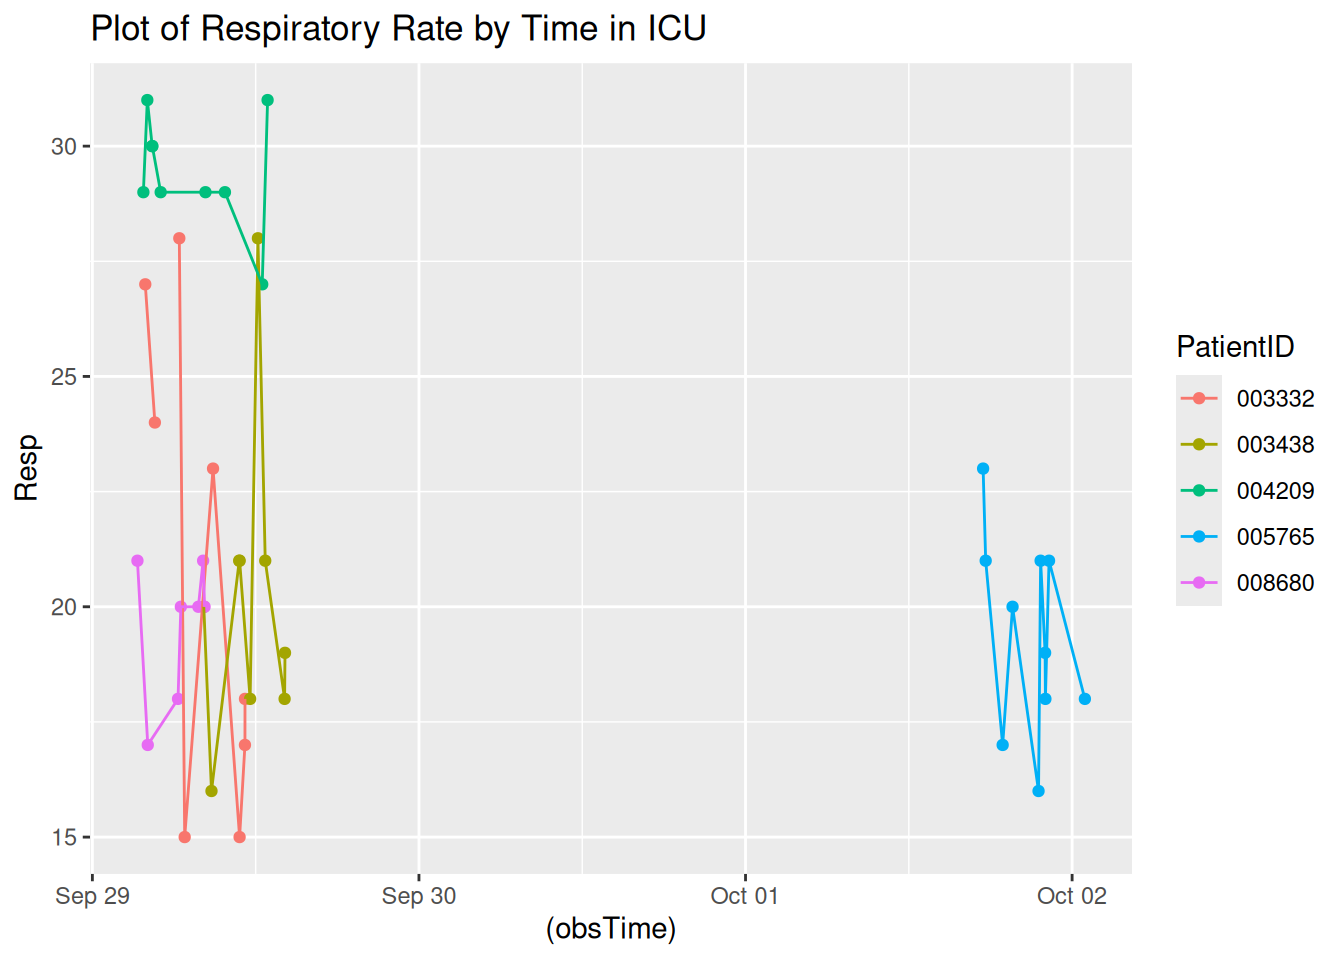 Plot of Respiratory Rate by Time in ICU
Resp
30
25
20
15
Sep 29
Sep 30
Oct 01
Oct 02
(obsTime)
PatientID
003332
003438
004209
005765
008680